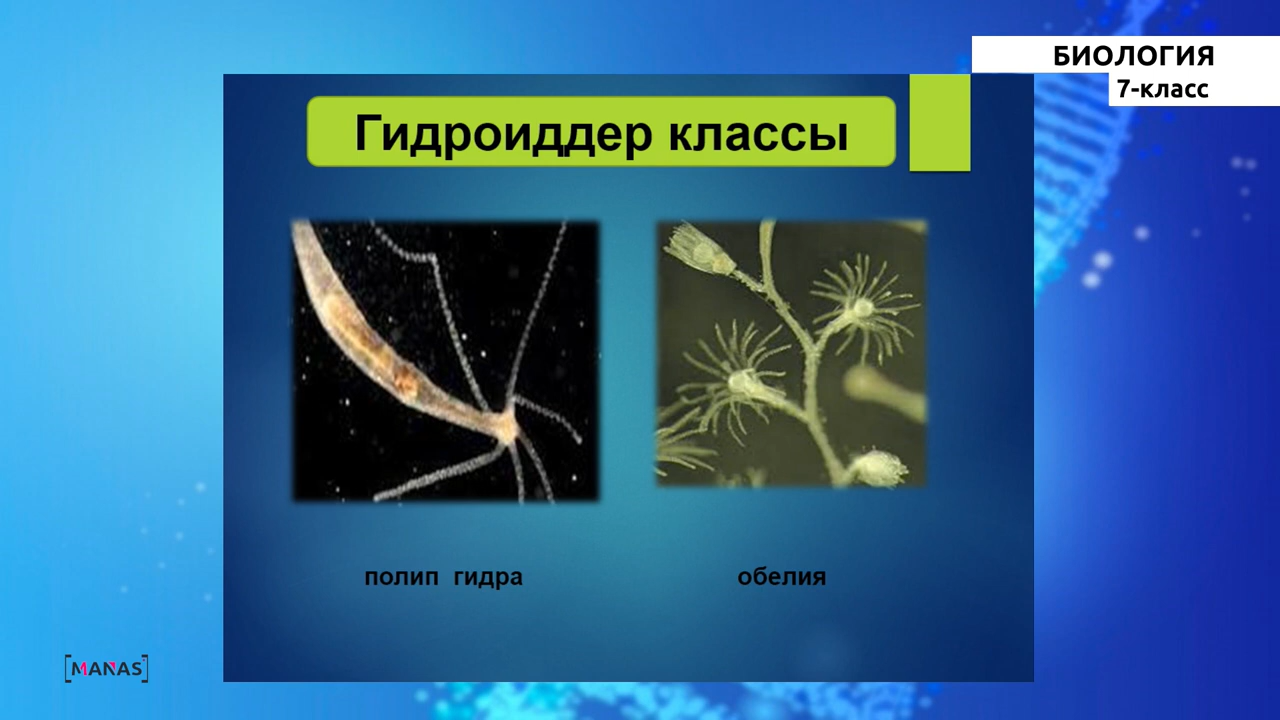 БИОЛОГИЯ
7-класс
Гидроиддер классы
полип гидра
обелия
[MANAS]